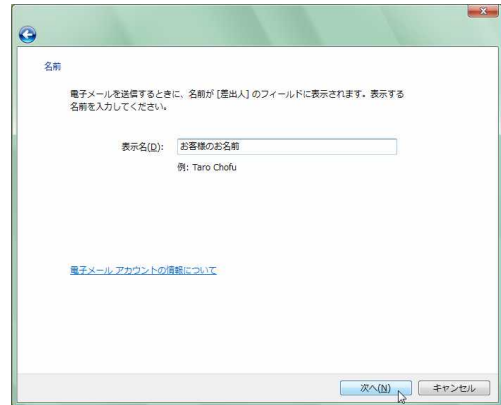 名前
電子メールを送信するときに、名前が [差出人] のフィールドに表示されます。表示する
名前を入力してください。
表示名(D): お客様のお名前
例: Taro Chofu
電子メール アカウントの情報について
次へ(N) キャンセル